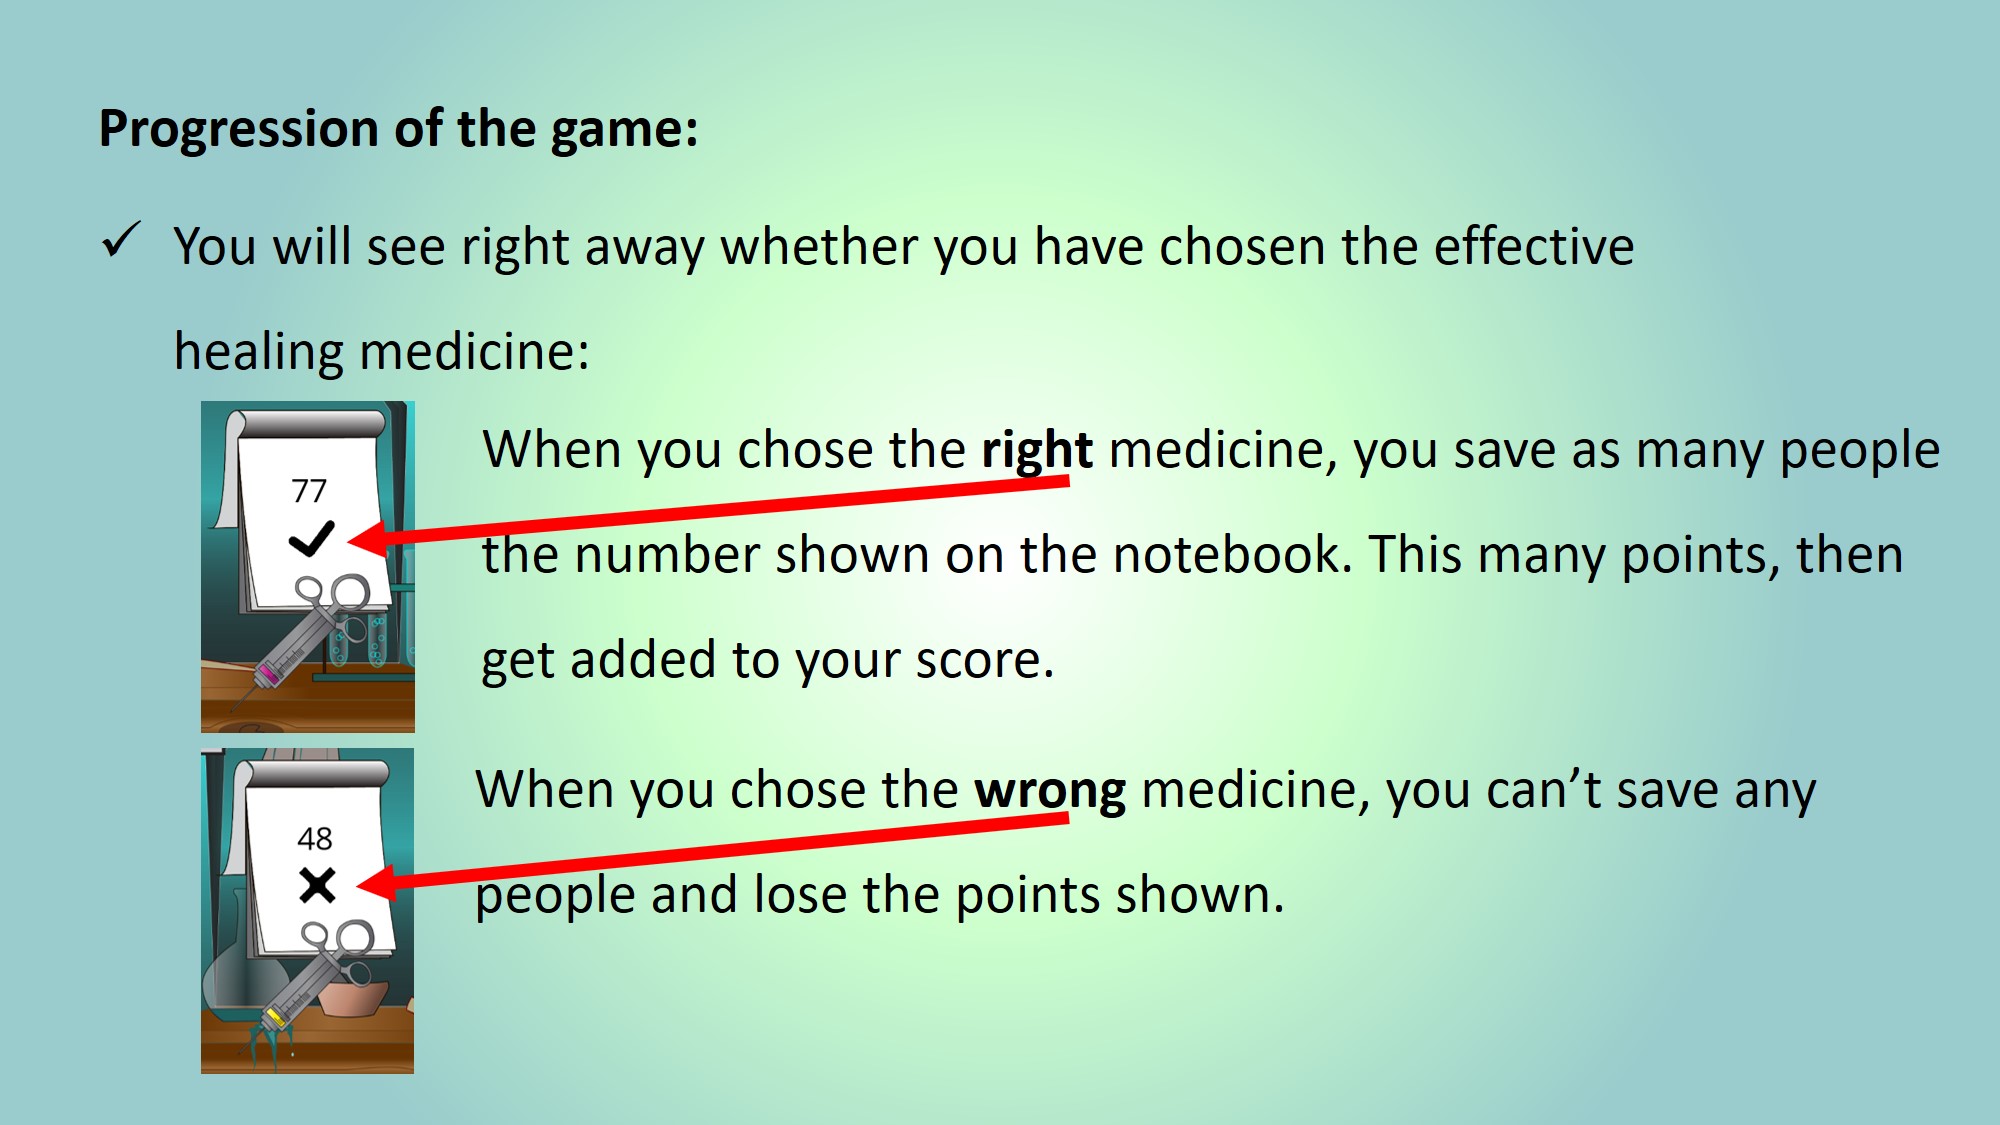 Progression of the game:
✓ You will see right away whether you have chosen the effective
healing medicine:
77
When you chose the right medicine, you save as many people
the number shown on the notebook. This many points, then
get added to your score.
48
When you chose the wrong medicine, you can’t save any
people and lose the points shown.